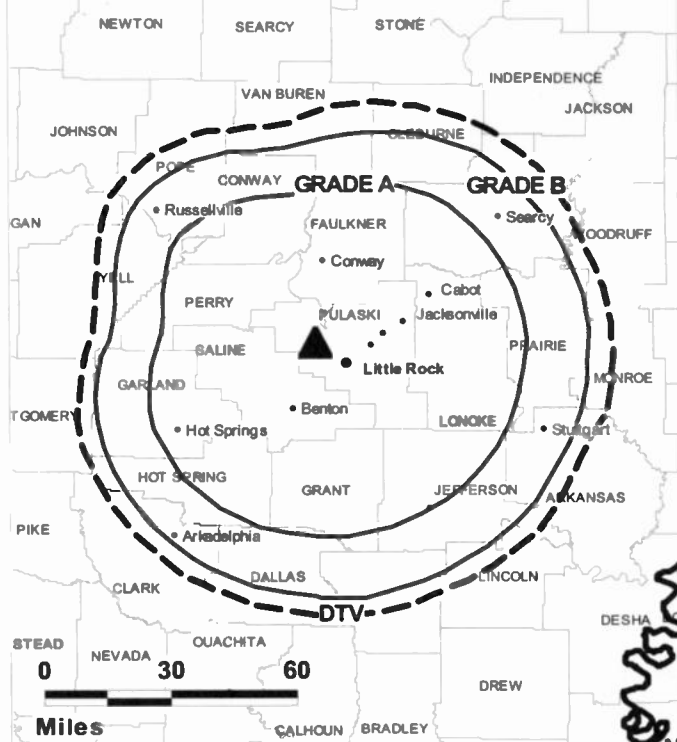 NEWTON
SEARCY
STONE
INDEPENDENCE
VAN BUREN
JACKSON
JOHNSON
CLEBURNE
POPE
CONWAY
GRADE A
GRADE B
Russellville
Searcy
GAN
FAULKNER
WOODRUFF
Conway
YELL
Cabot
PERRY
PULASKI
Jacksonville
PRAIRIE
SALINE
Little Rock
MONROE
GARLAND
Benton
TGOMERY
LONOKE
Hot Springs
Stuttgart
HOT SPRING
GRANT
JEFFERSON
ARKANSAS
PIKE
Arkadelphia
DALLAS
LINCOLN
CLARK
DTV
DESHA
STEAD
OUACHITA
NEVADA
0 30 60
DREW
Miles
CALHOUN
BRADLEY